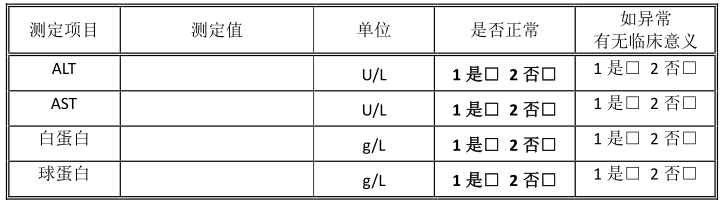 测定项目 测定值 单位 是否正常 如异常
有无临床意义
ALT U/L 1 是□ 2 否□ 1 是□ 2 否□
AST U/L 1 是□ 2 否□ 1 是□ 2 否□
白蛋白 g/L 1 是□ 2 否□ 1 是□ 2 否□
球蛋白 g/L 1 是□ 2 否□ 1 是□ 2 否□